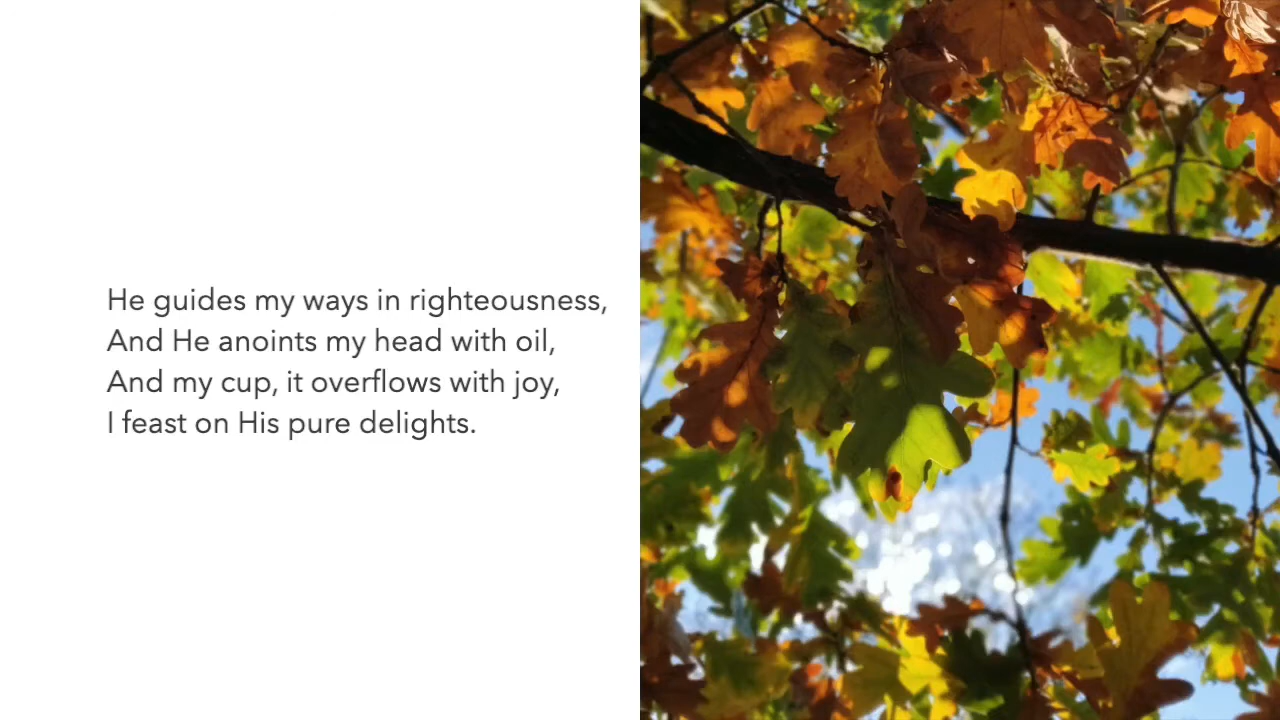 He guides my ways in righteousness,
And He anoints my head with oil,
And my cup, it overflows with joy,
I feast on His pure delights.